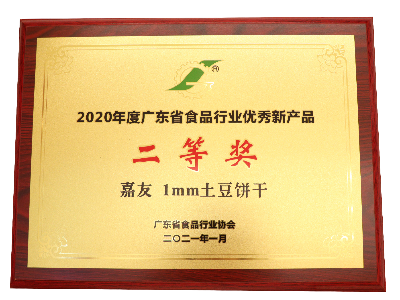 2020年度广东省食品行业优秀新产品
二等奖
嘉友 1mm土豆饼干
广东省食品行业协会
二〇二一年一月